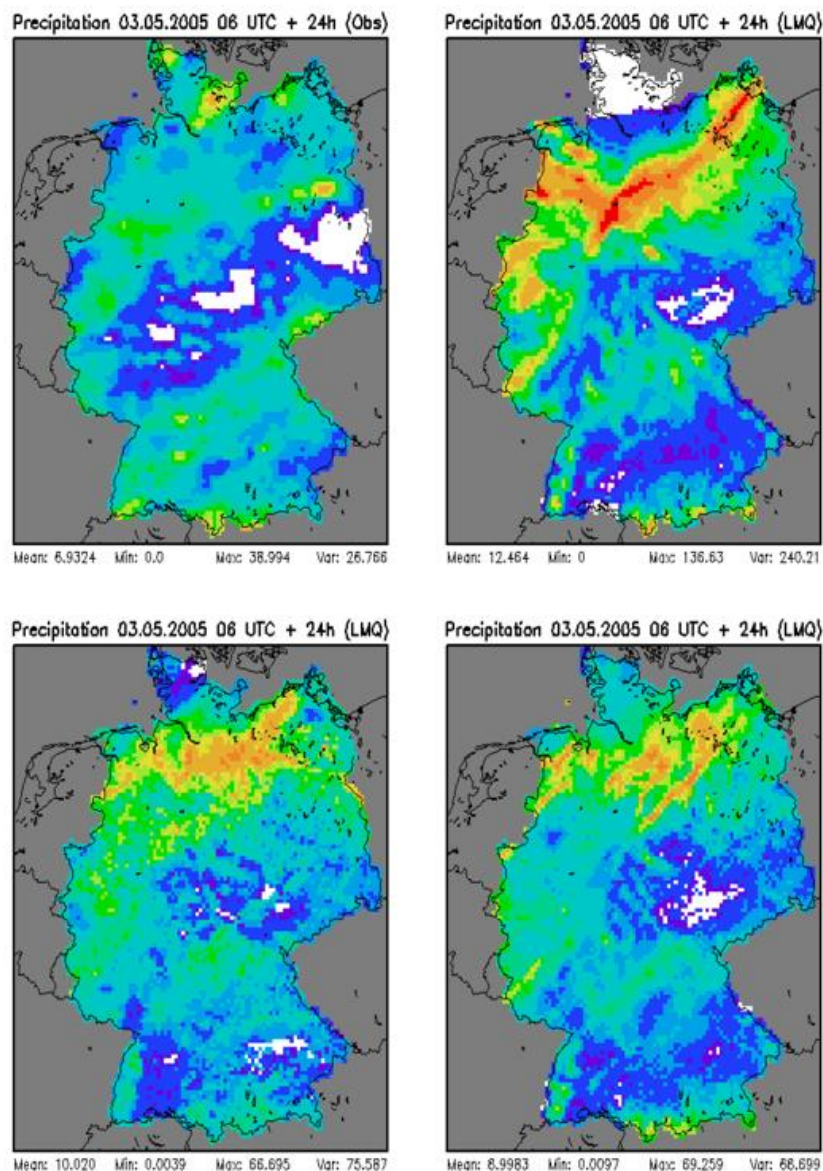 Precipitation 03.05.2005 06 UTC + 24h (Obs)
Precipitation 03.05.2005 06 UTC + 24h (LMQ)
Mean: 6.9324 Min: 0.0 Max: 38.994 Var: 26.766
Mean: 12.464 Min: 0 Max: 136.63 Var: 240.21
Precipitation 03.05.2005 06 UTC + 24h (LMQ)
Precipitation 03.05.2005 06 UTC + 24h (LMQ)
Mean: 10.020 Min: 0.0039 Max: 66.695 Var: 75.587
Mean: 8.9983 Min: 0.0097 Max: 69.259 Var: 68.696